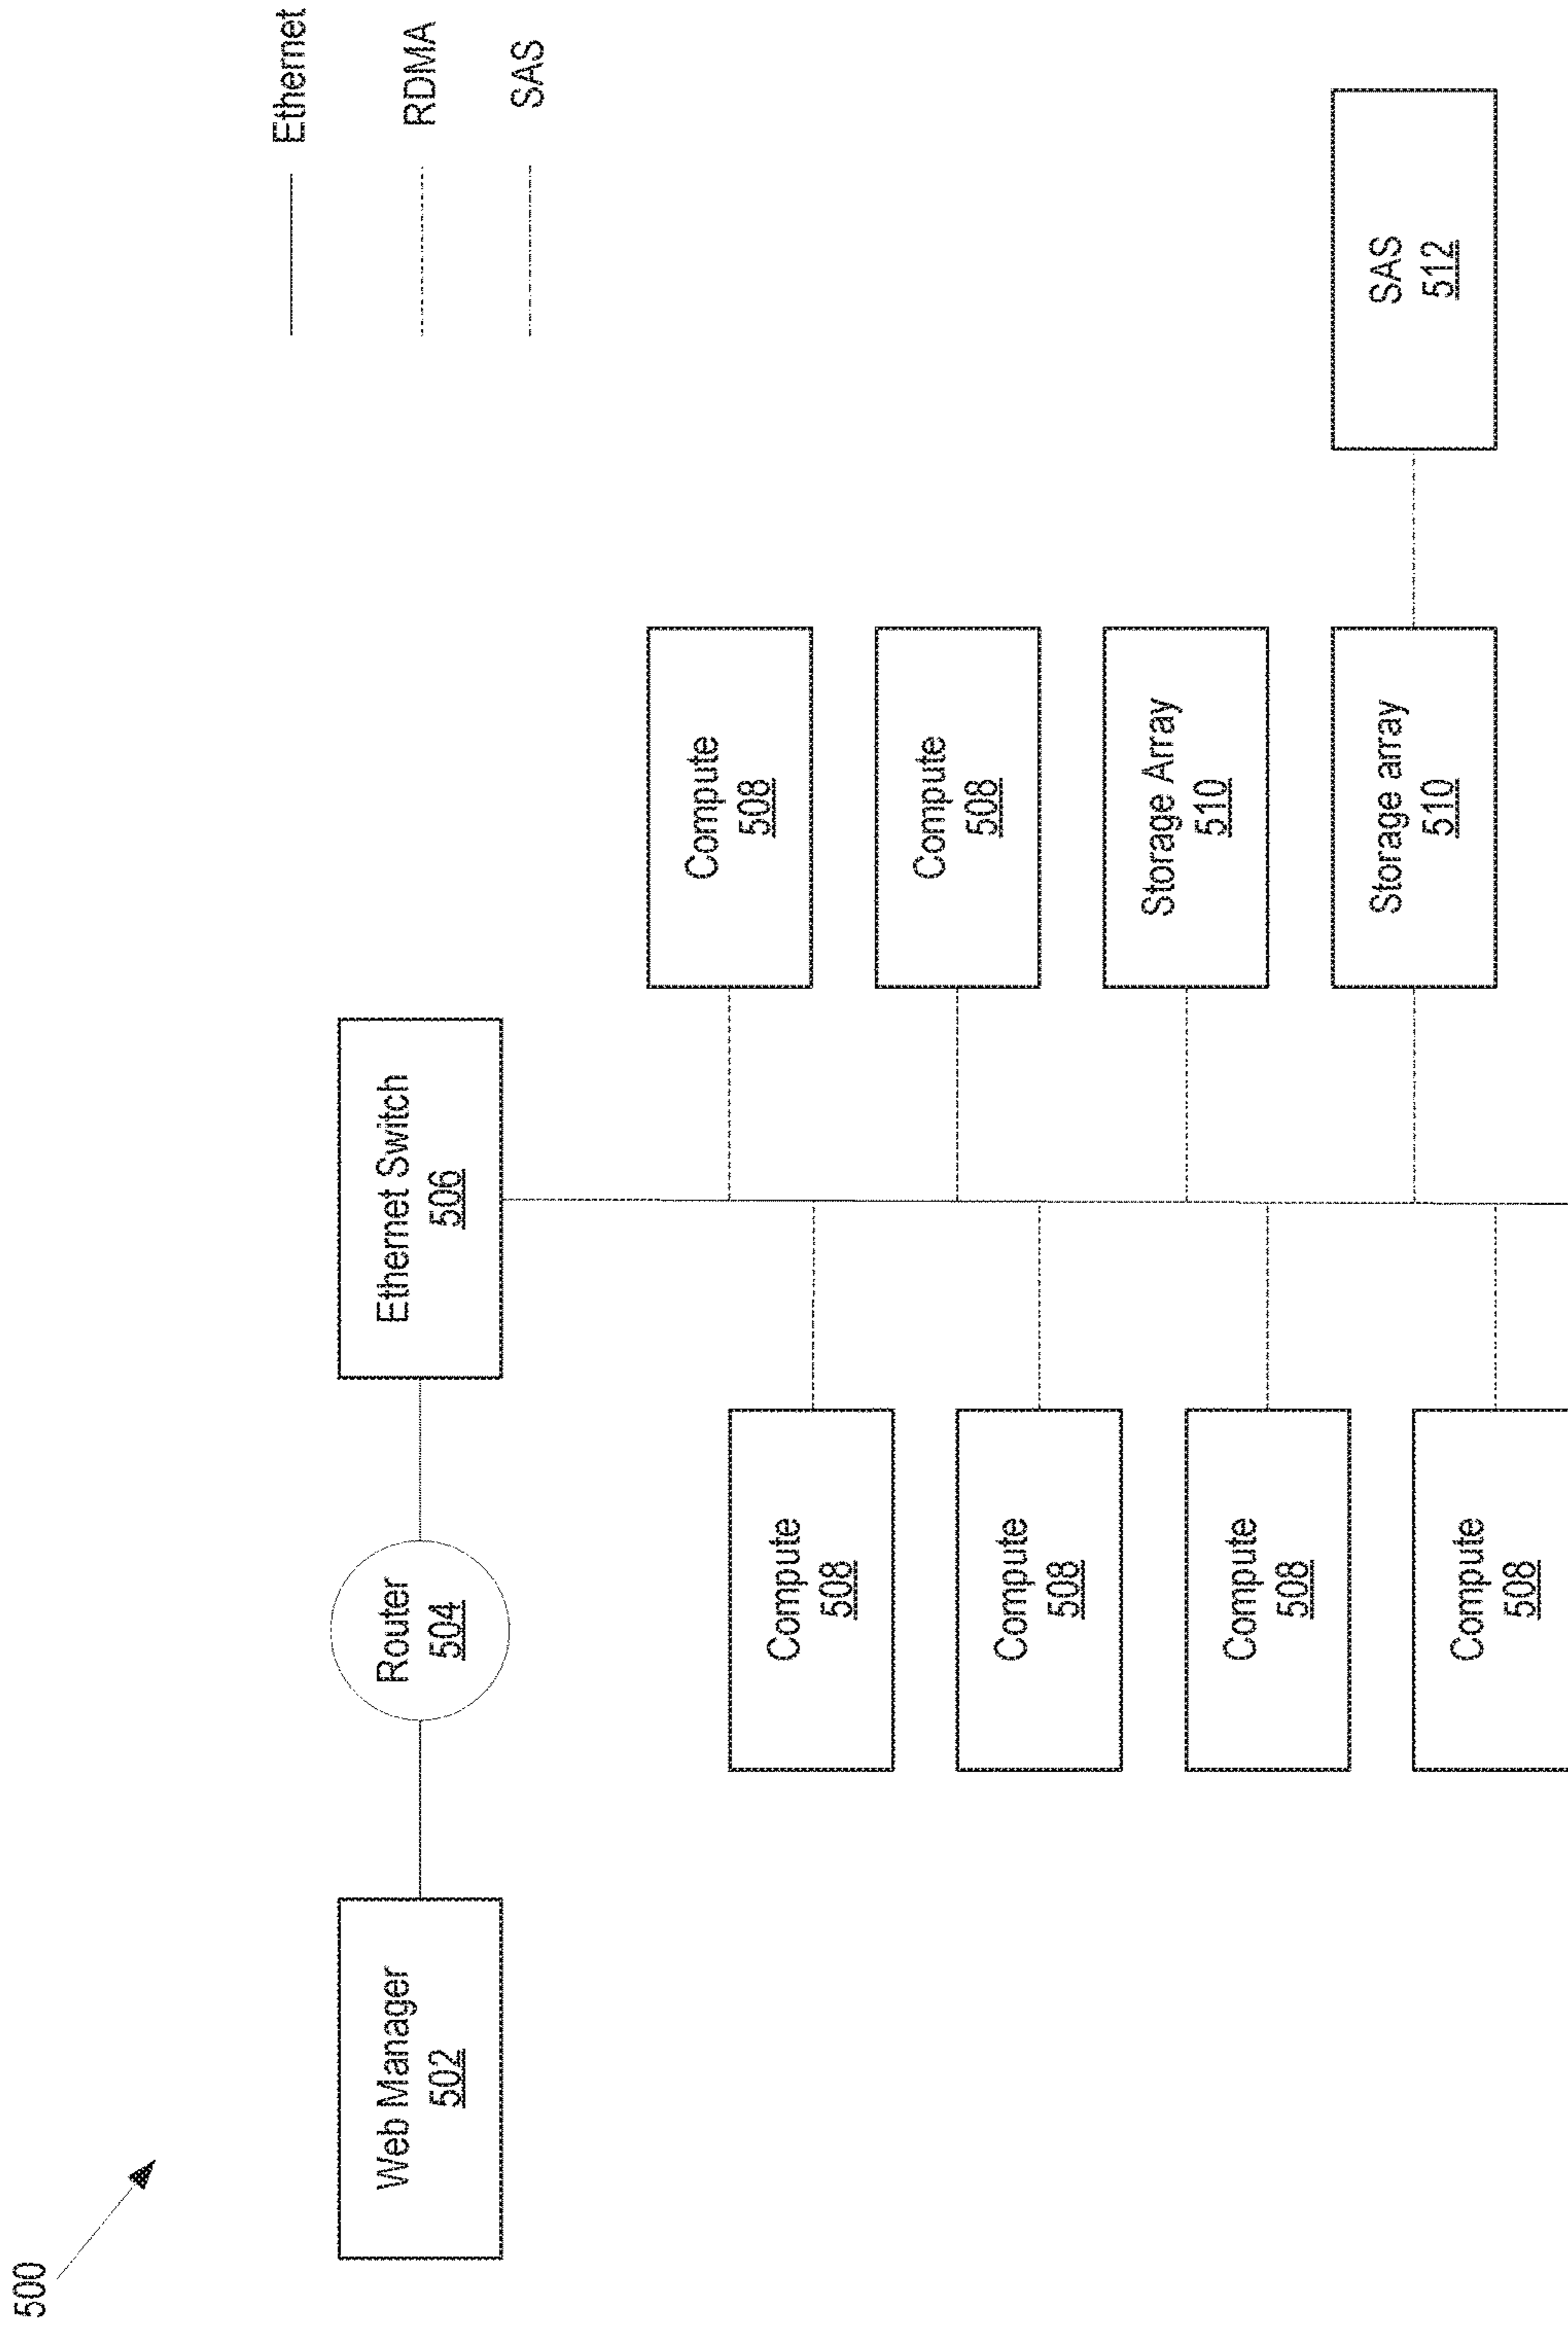 500
Ethernet
RDMA
SAS
Web Manager
502
Router
504
Ethernet Switch
506
Compute
508
Compute
508
Compute
508
Compute
508
Compute
508
Compute
508
Storage Array
510
Storage array
510
SAS
512